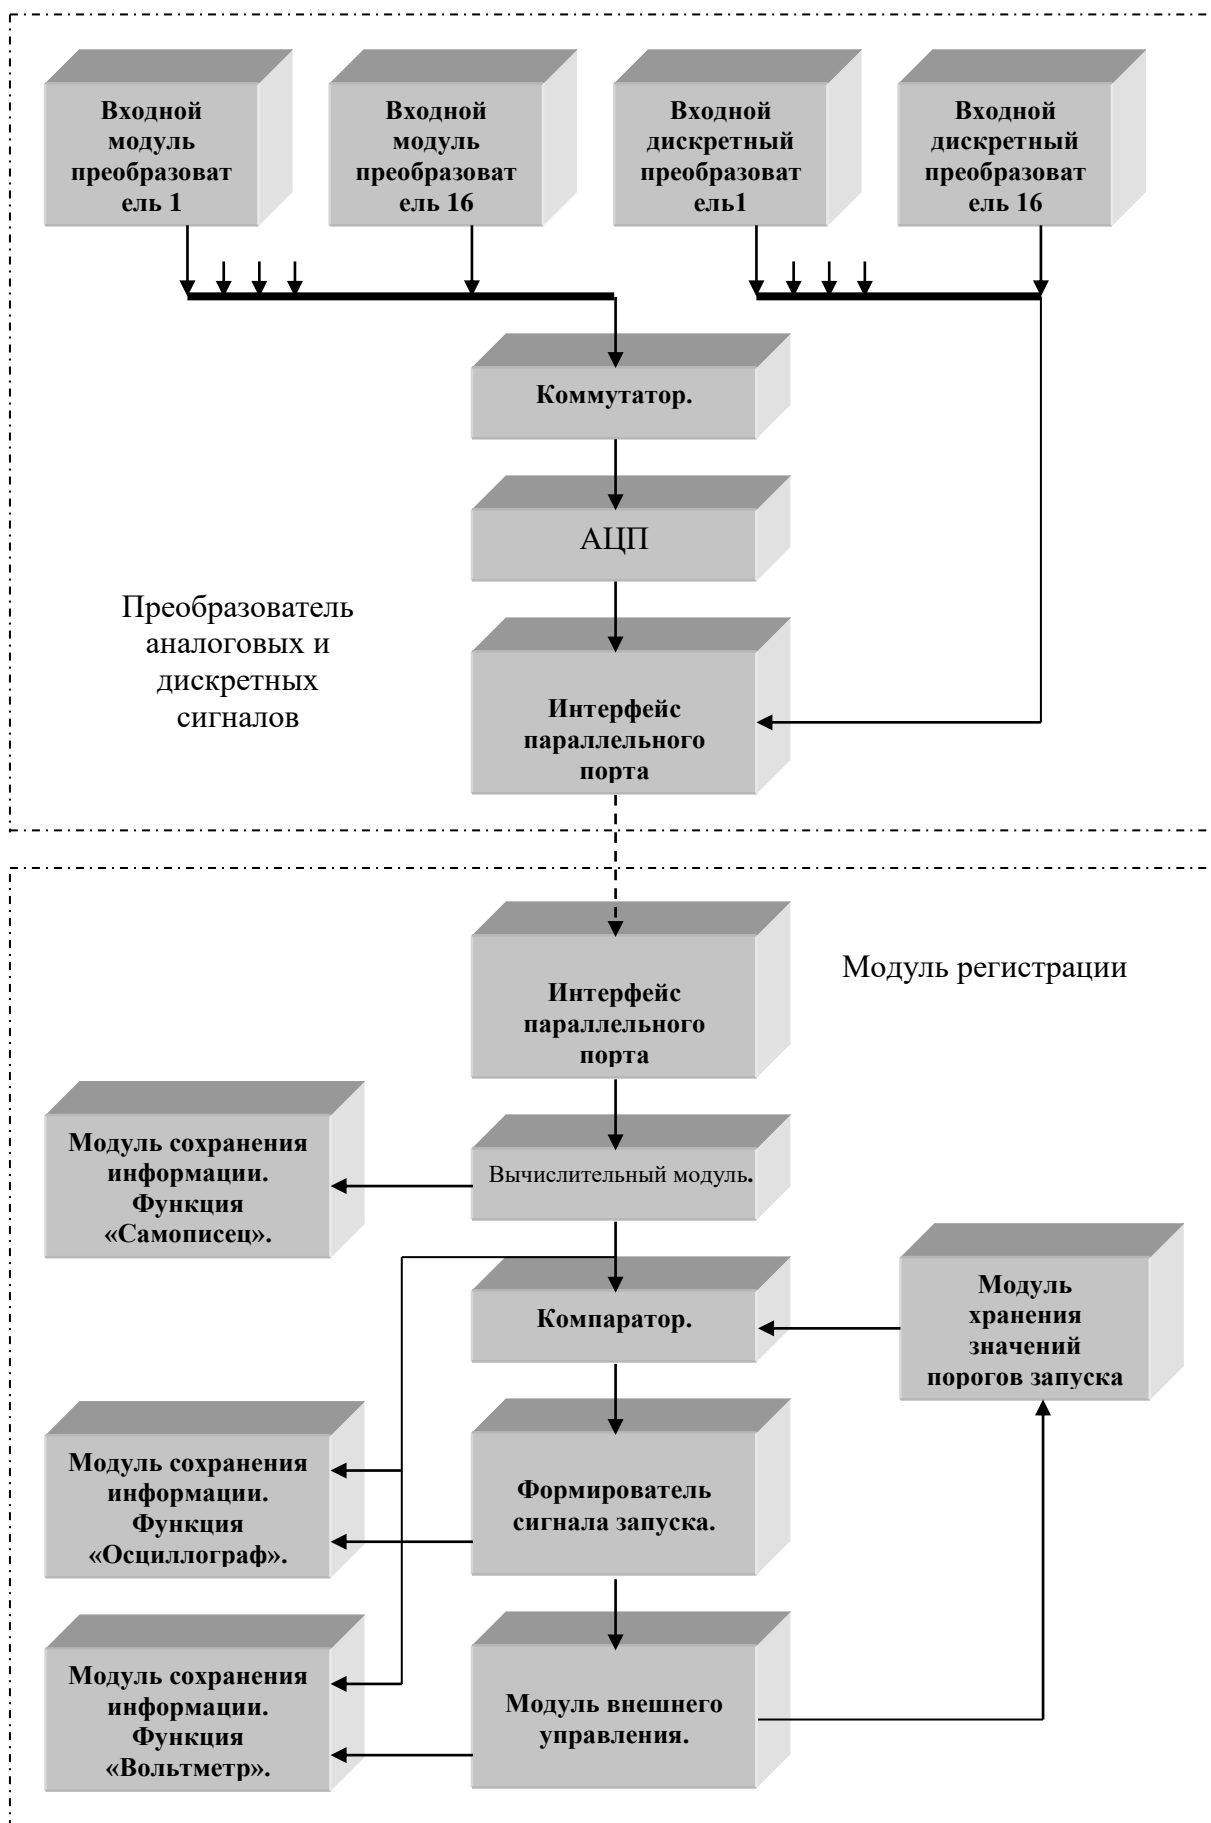 Входной
модуль
преобразоват
ель 1
Входной
модуль
преобразоват
ель 16
Входной
дискретный
преобразоват
ель1
Входной
дискретный
преобразоват
ель 16
Коммутатор.
АЦП
Преобразователь
аналоговых и
дискретных
сигналов
Интерфейс
параллельного
порта
Модуль регистрации
Интерфейс
параллельного
порта
Модуль сохранения
информации.
Функция
«Самописец».
Вычислительный модуль.
Компаратор.
Модуль
хранения
значений
порогов запуска
Модуль сохранения
информации.
Функция
«Осциллограф».
Формирователь
сигнала запуска.
Модуль сохранения
информации.
Функция
«Вольтметр».
Модуль внешнего
управления.